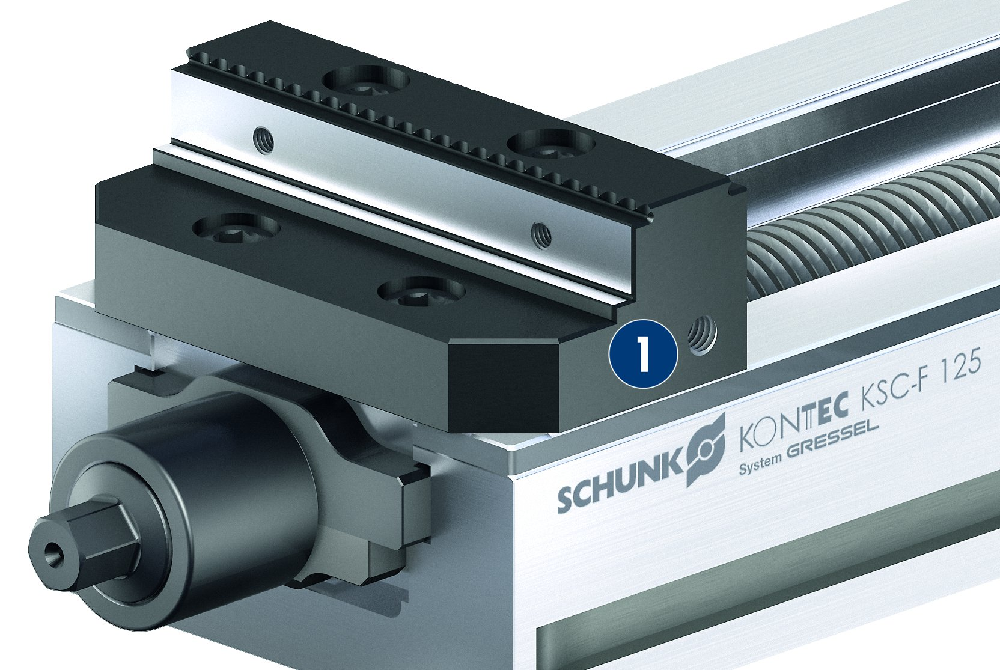 1
SCHUNK KONTEC KSC-F 125
System GRESSEL